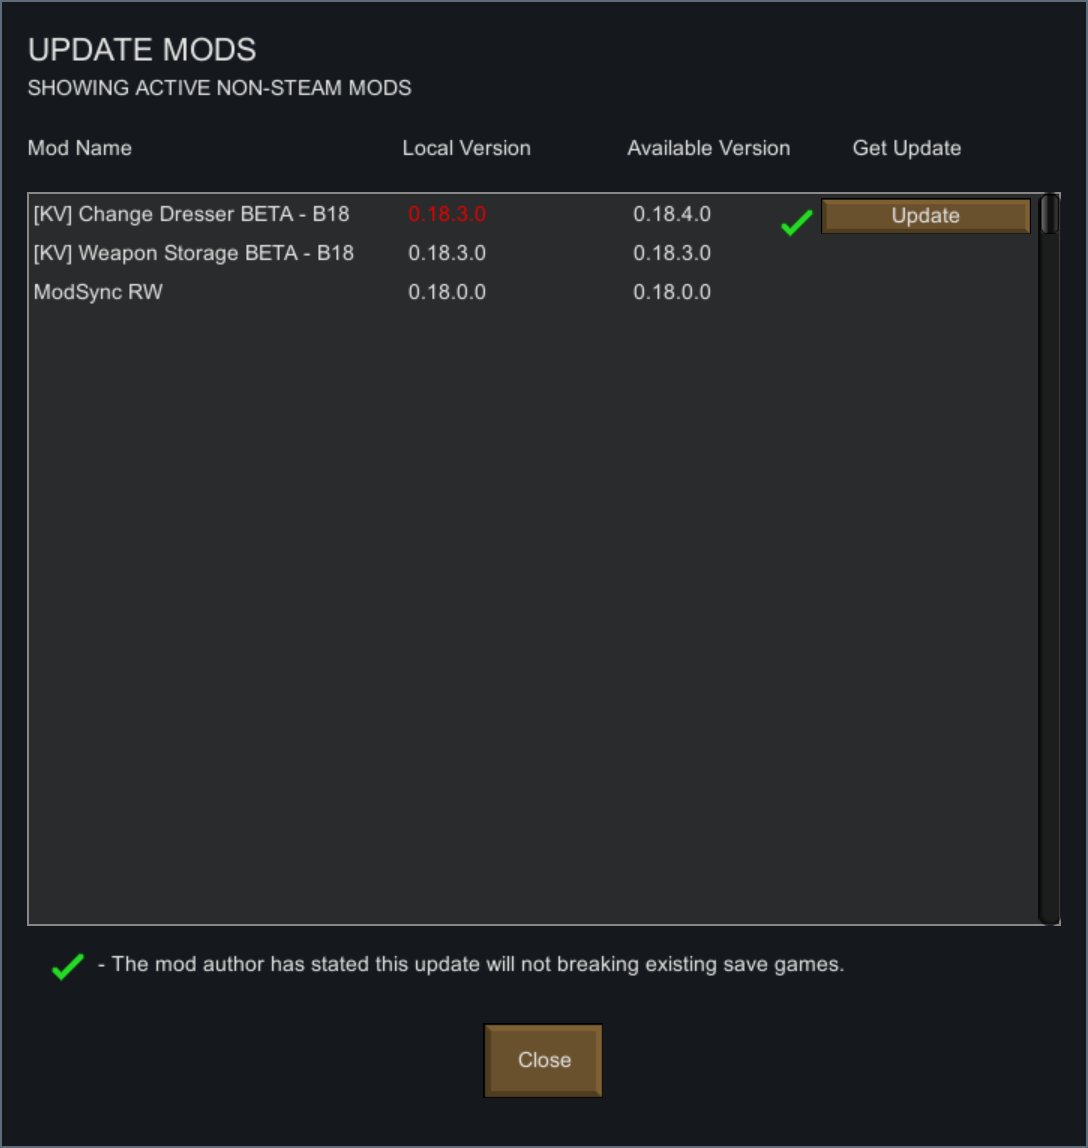 UPDATE MODS
SHOWING ACTIVE NON-STEAM MODS
Mod Name Local Version Available Version Get Update
[KV] Change Dresser BETA - B18 0.18.3.0 0.18.4.0 Update
[KV] Weapon Storage BETA - B18 0.18.3.0 0.18.3.0
ModSync RW 0.18.0.0 0.18.0.0
- The mod author has stated this update will not breaking existing save games.
Close